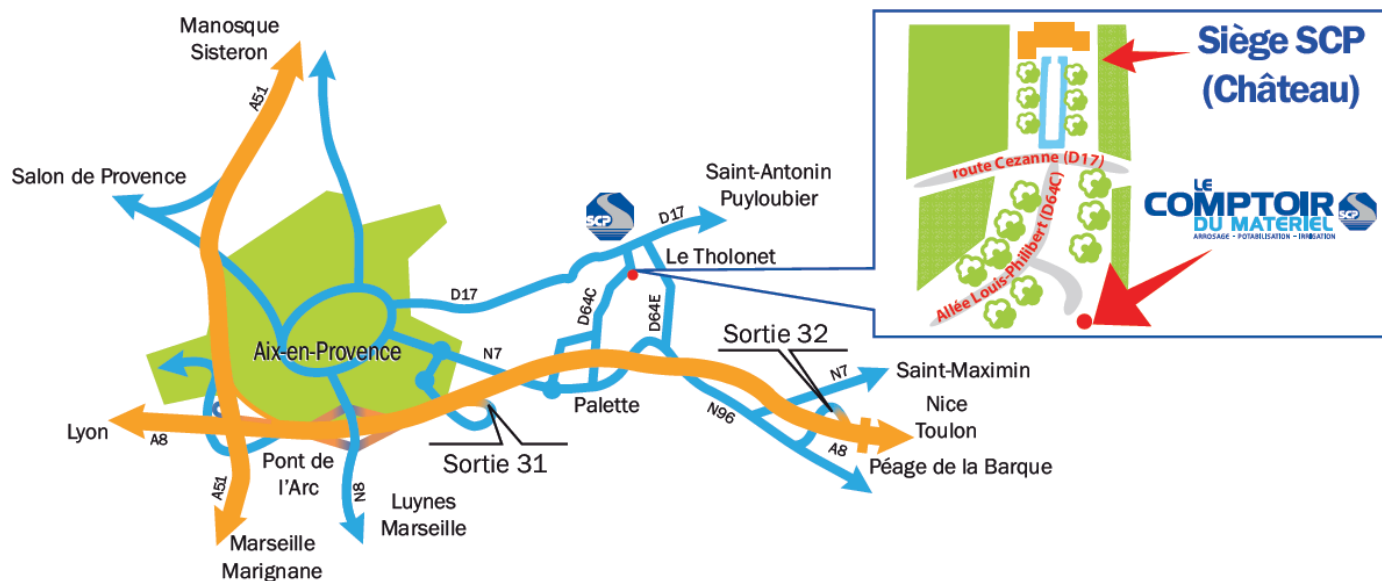 Manosque
Sisteron
A51
Salon de Provence
Saint-Antonin
Puyloubier
SCP
D17
Le Tholonet
D17
D64C
D64E
Aix-en-Provence
N7
Sortie 32
N7
Saint-Maximin
Palette
N96
Nice
Toulon
Lyon
A8
A8
Sortie 31
Péage de la Barque
Pont de
l'Arc
A51
N8
Luynes
Marseille
Marseille
Marignane
Siège SCP
(Château)
route Cezanne (D17)
Allée Louis-Philibert (D64C)
LE
COMPTOIR
DU MATERIEL
SCP
ARROSAGE - POTABILISATION - IRRIGATION